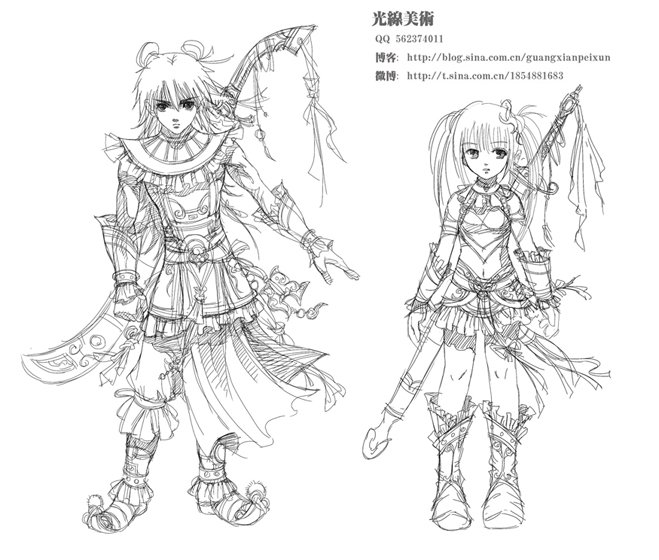 光線美術
QQ 562374011
博客: http://blog.sina.com.cn/guangxianpeixun
微博: http://t.sina.com.cn/1854881683